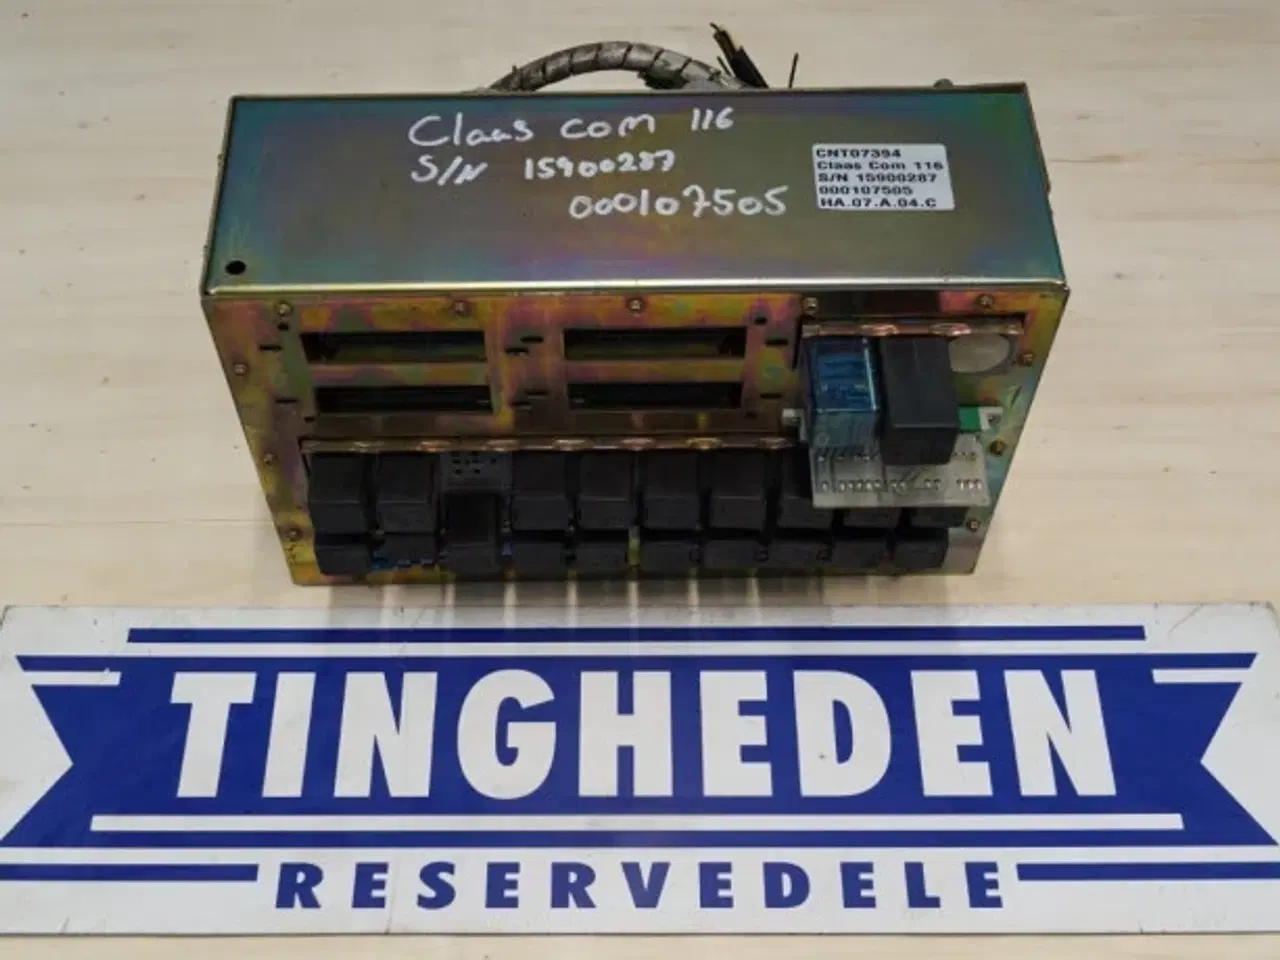 Claas com 116
S/N 15900287
000107505
CNT07394
Claas Com 116
S/N 15900287
000107505
HA.07.A.04.C
TINGHEDEN
RESERVEDELE